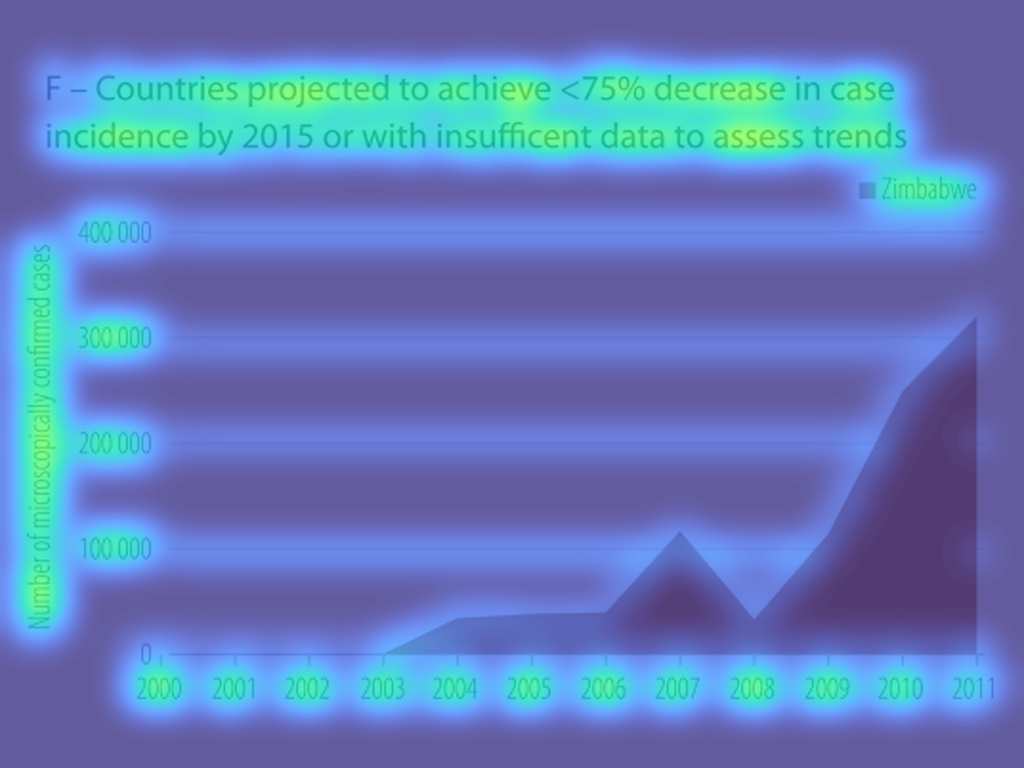 F – Countries projected to achieve <75% decrease in case
incidence by 2015 or with insufficent data to assess trends
Zimbabwe
Number of microscopically confirmed cases
400 000
300 000
200 000
100 000
0
2000 2001 2002 2003 2004 2005 2006 2007 2008 2009 2010 2011